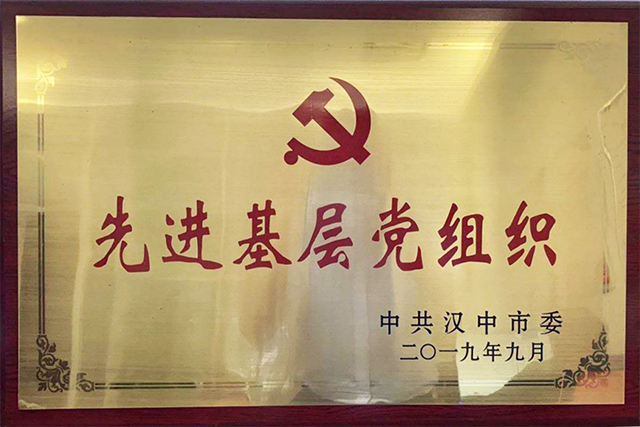 先进基层党组织
中共汉中市委
二〇一九年九月